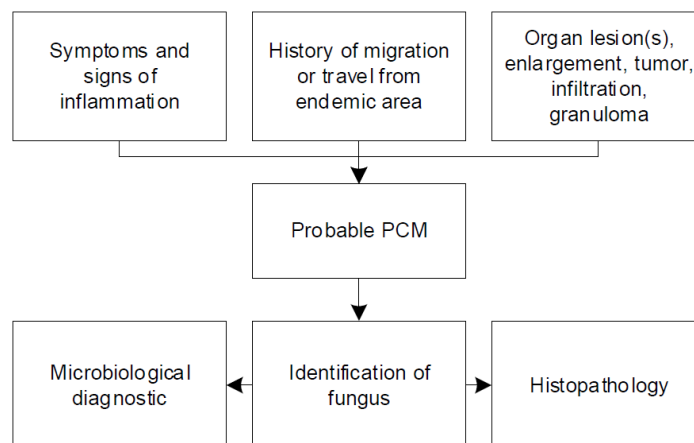 Symptoms and
signs of
inflammation
History of migration
or travel from
endemic area
Organ lesion(s),
enlargement, tumor,
infiltration,
granuloma
Probable PCM
Microbiological
diagnostic
Identification of
fungus
Histopathology